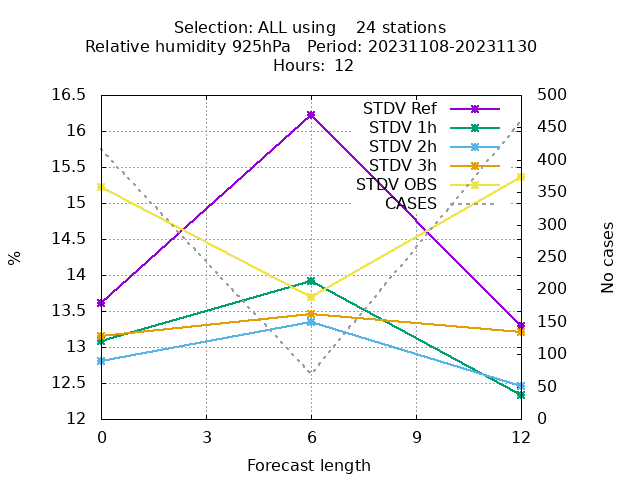 Selection: ALL using    24 stations
Relative humidity 925hPa   Period: 20231108-20231130
Hours:  12
STDV Ref
STDV 1h
STDV 2h
STDV 3h
STDV OBS
CASES
16.5
16
15.5
15
14.5
14
13.5
13
12.5
12
%
500
450
400
350
300
250
200
150
100
50
0
No cases
0 3 6 9 12
Forecast length